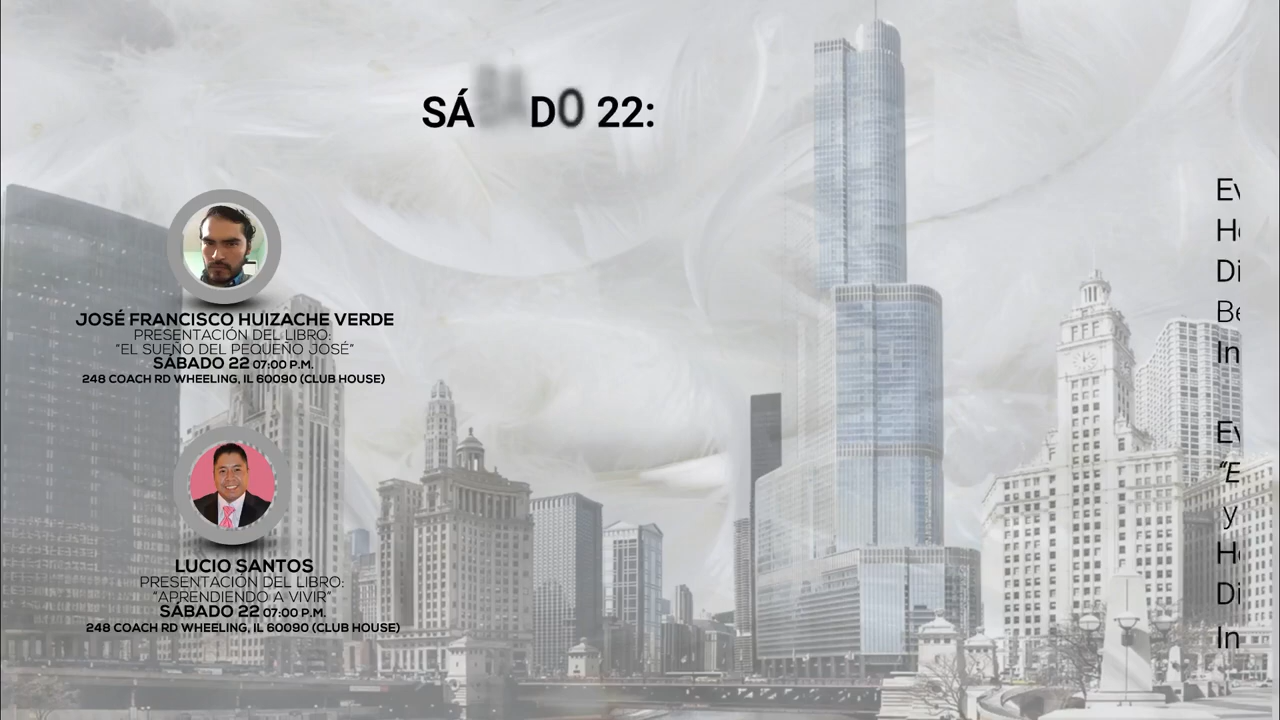 SÁBADO 22:
JOSÉ FRANCISCO HUIZACHE VERDE
PRESENTACIÓN DEL LIBRO:
“EL SUEÑO DEL PEQUEÑO JOSÉ”
SÁBADO 22 07:00 P.M.
248 COACH RD WHEELING, IL 60090 (CLUB HOUSE)
LUCIO SANTOS
PRESENTACIÓN DEL LIBRO:
“APRENDIENDO A VIVIR”
SÁBADO 22 07:00 P.M.
248 COACH RD WHEELING, IL 60090 (CLUB HOUSE)
y